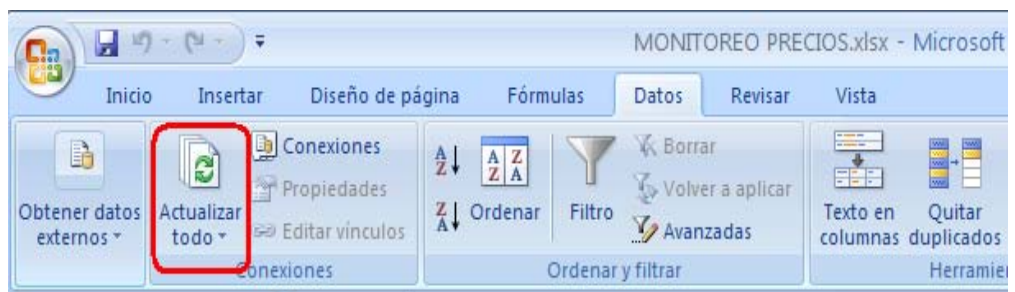 MONITOREO PRECIOS.xlsx - Microsoft
Inicio Insertar Diseño de página Fórmulas Datos Revisar Vista
Obtener datos
externos
Actualizar
todo
Conexiones
Propiedades
Editar vínculos
Conexiones
A
Z
Z
A
A Z
Z A
Ordenar
Filtro
Borrar
Volver a aplicar
Avanzadas
Ordenar y filtrar
Texto en
columnas
Quitar
duplicados
Herramie